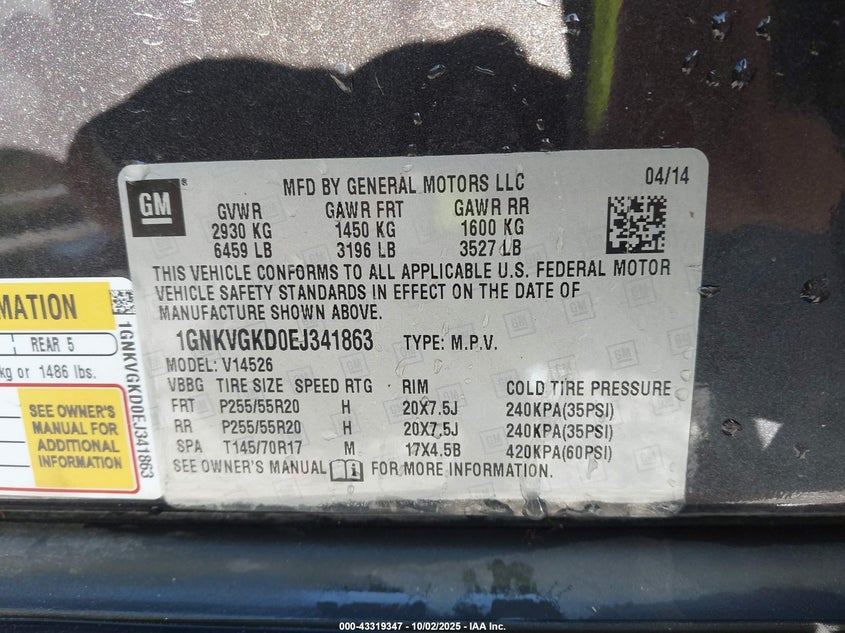 GM®
MFD BY GENERAL MOTORS LLC 04/14
GVWR GAWR FRT GAWR RR
2930 KG 1450 KG 1600 KG
6459 LB 3196 LB 3527 LB
THIS VEHICLE CONFORMS TO ALL APPLICABLE U.S. FEDERAL MOTOR
VEHICLE SAFETY STANDARDS IN EFFECT ON THE DATE OF
MANUFACTURE SHOWN ABOVE.
1GNKVGKD0EJ341863 TYPE: M.P.V.
MODEL: V14526
VBBG TIRE SIZE SPEED RTG RIM COLD TIRE PRESSURE
FRT P255/55R20 H 20X7.5J 240KPA(35PSI)
RR P255/55R20 H 20X7.5J 240KPA(35PSI)
SPA T145/70R17 M 17X4.5B 420KPA(60PSI)
SEE OWNER'S MANUAL FOR MORE INFORMATION.
MATION
REAR 5
kg or 1486 lbs.
SEE OWNER'S
MANUAL FOR
ADDITIONAL
INFORMATION
1GNKVGKD0EJ341863
000-43319347 - 10/02/2025 - IAA Inc.